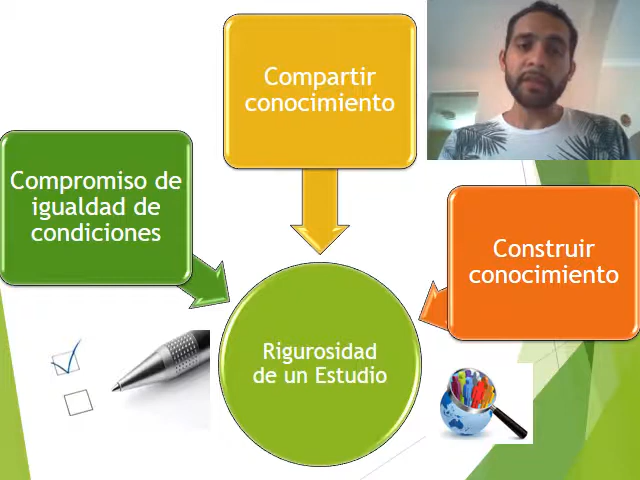 Compartir
conocimiento
Compromiso de
igualdad de
condiciones
Construir
conocimiento
Rigurosidad
de un Estudio